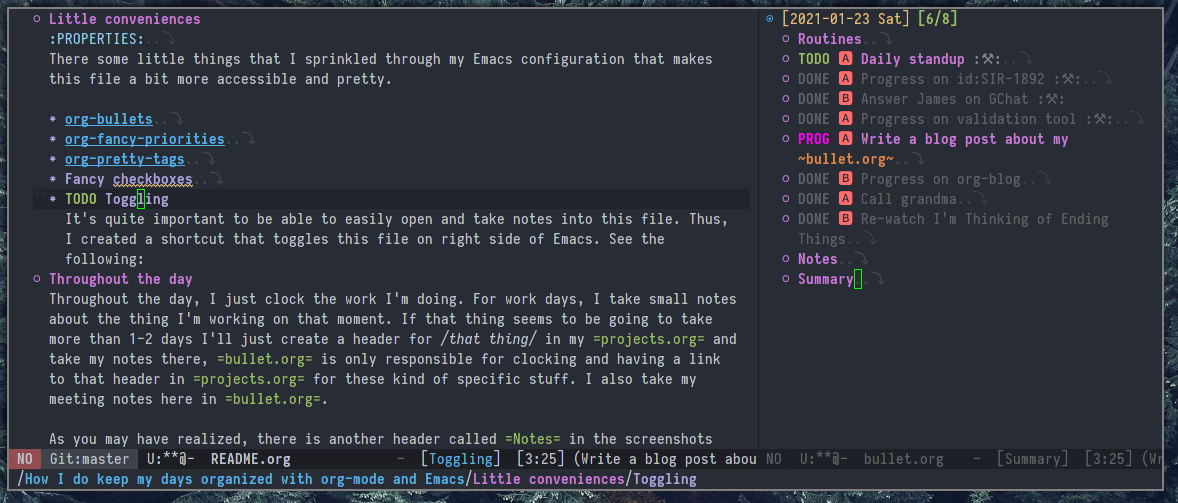 Little conveniences
:PROPERTIES:..
There some little things that I sprinkled through my Emacs configuration that makes
this file a bit more accessible and pretty.
* org-bullets..
* org-fancy-priorities..
* org-pretty-tags..
* Fancy checkboxes..
* TODO Toggling
It's quite important to be able to easily open and take notes into this file. Thus,
I created a shortcut that toggles this file on right side of Emacs. See the
following:
Throughout the day
Throughout the day, I just clock the work I'm doing. For work days, I take small notes
about the thing I'm working on that moment. If that thing seems to be going to take
more than 1-2 days I'll just create a header for /that thing/ in my =projects.org= and
take my notes there, =bullet.org= is only responsible for clocking and having a link
to that header in =projects.org= for these kind of specific stuff. I also take my
meeting notes here in =bullet.org=.
As you may have realized, there is another header called =Notes= in the screenshots
NO Git:master U:**@- README.org - [Toggling] [3:25] (Write a blog post abou
[2021-01-23 Sat] [6/8]
Routines..
TODO A Daily standup :⚒:..
DONE A Progress on id:SIR-1892 :⚒:..
DONE B Answer James on GChat :⚒:
DONE A Progress on validation tool :⚒:..
PROG A Write a blog post about my
~bullet.org~..
DONE B Progress on org-blog..
DONE A Call grandma..
DONE B Re-watch I'm Thinking of Ending
Things..
Notes..
Summary..
NO U:**@- bullet.org - [Summary] [3:25] (Wr
/How I do keep my days organized with org-mode and Emacs/Little conveniences/Toggling